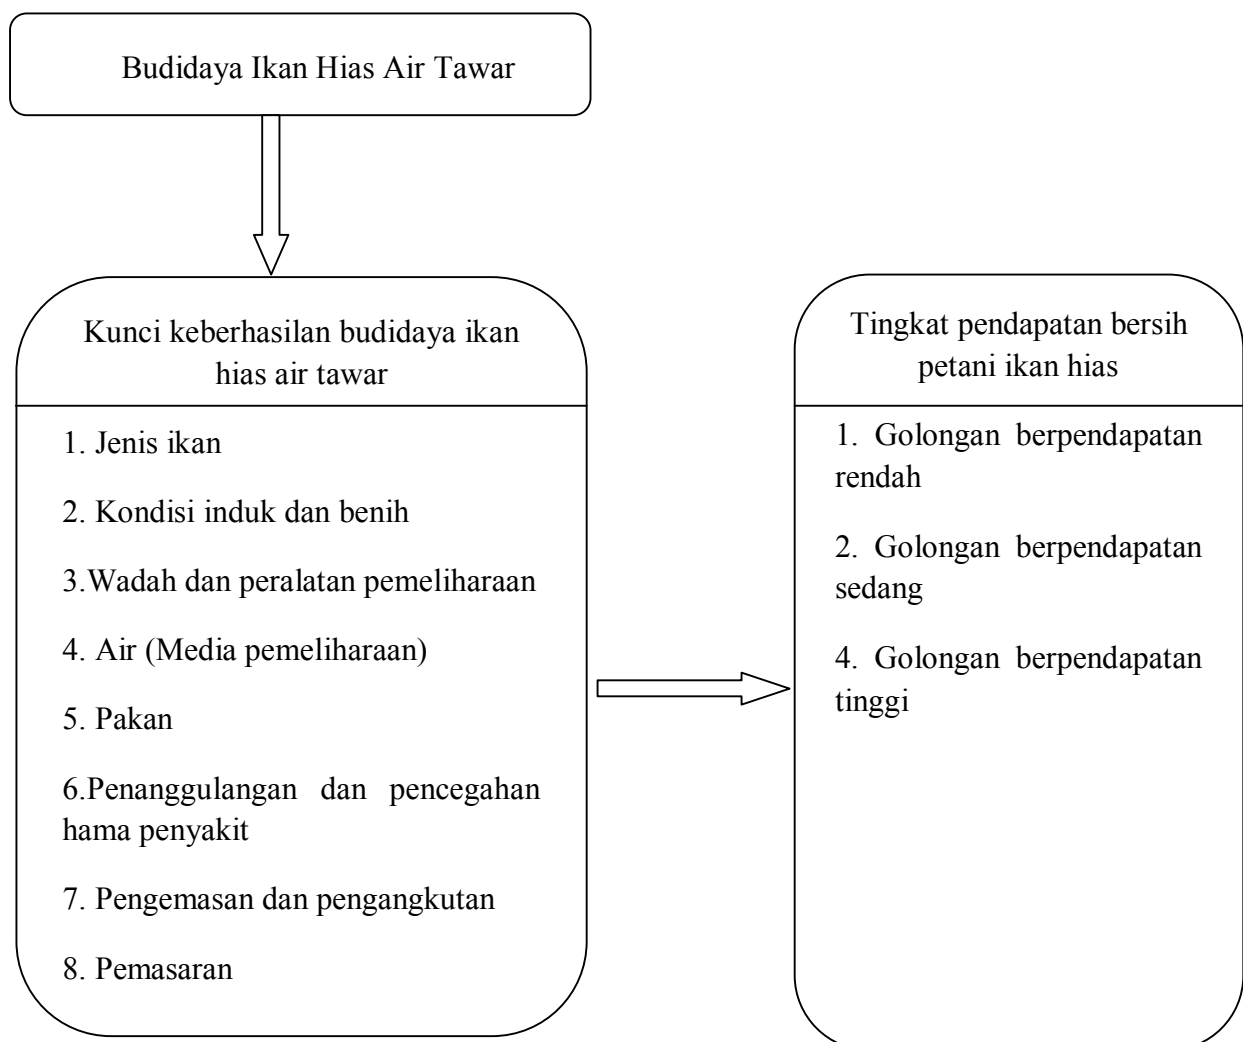 Budidaya Ikan Hias Air Tawar
Kunci keberhasilan budidaya ikan
hias air tawar
1. Jenis ikan
2. Kondisi induk dan benih
3.Wadah dan peralatan pemeliharaan
4. Air (Media pemeliharaan)
5. Pakan
6.Penanggulangan dan pencegahan
hama penyakit
7. Pengemasan dan pengangkutan
8. Pemasaran
Tingkat pendapatan bersih
petani ikan hias
1. Golongan berpendapatan
rendah
2. Golongan berpendapatan
sedang
4. Golongan berpendapatan
tinggi